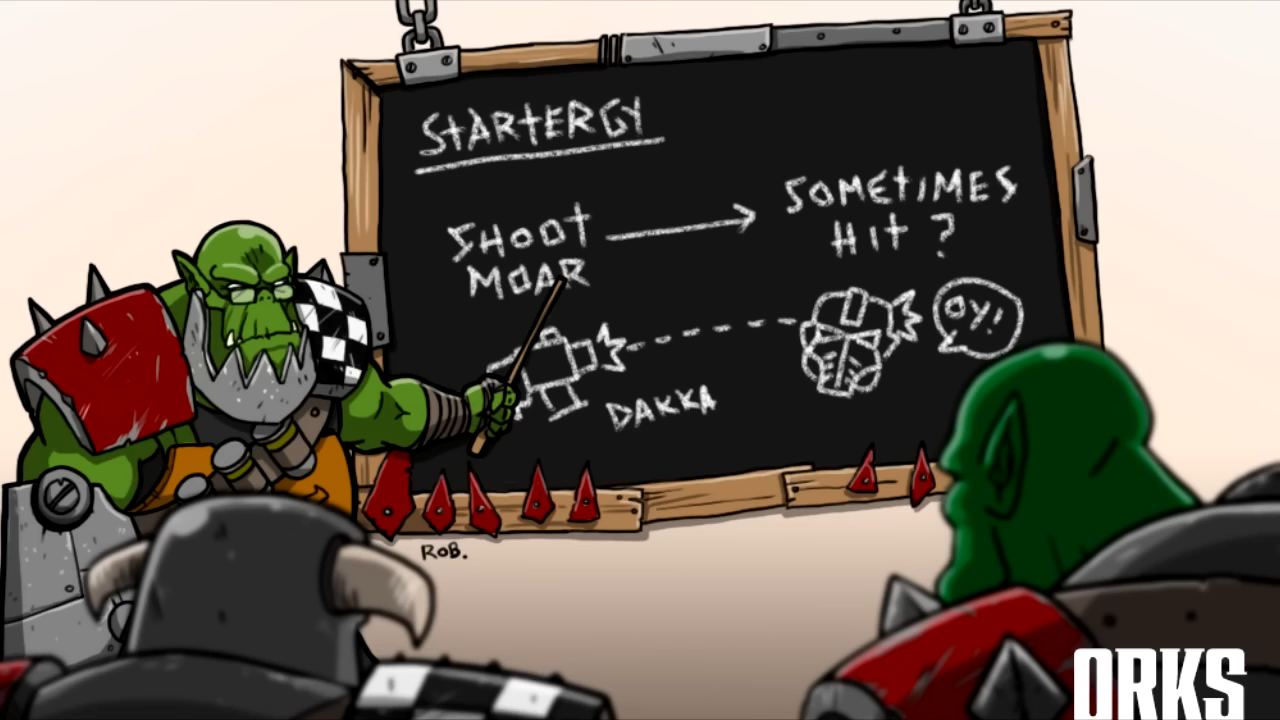 STARTERGY
SHOOT
MOAR
SOMETIMES
HIT ?
OY!
DAKKA
ROB.
ORKS